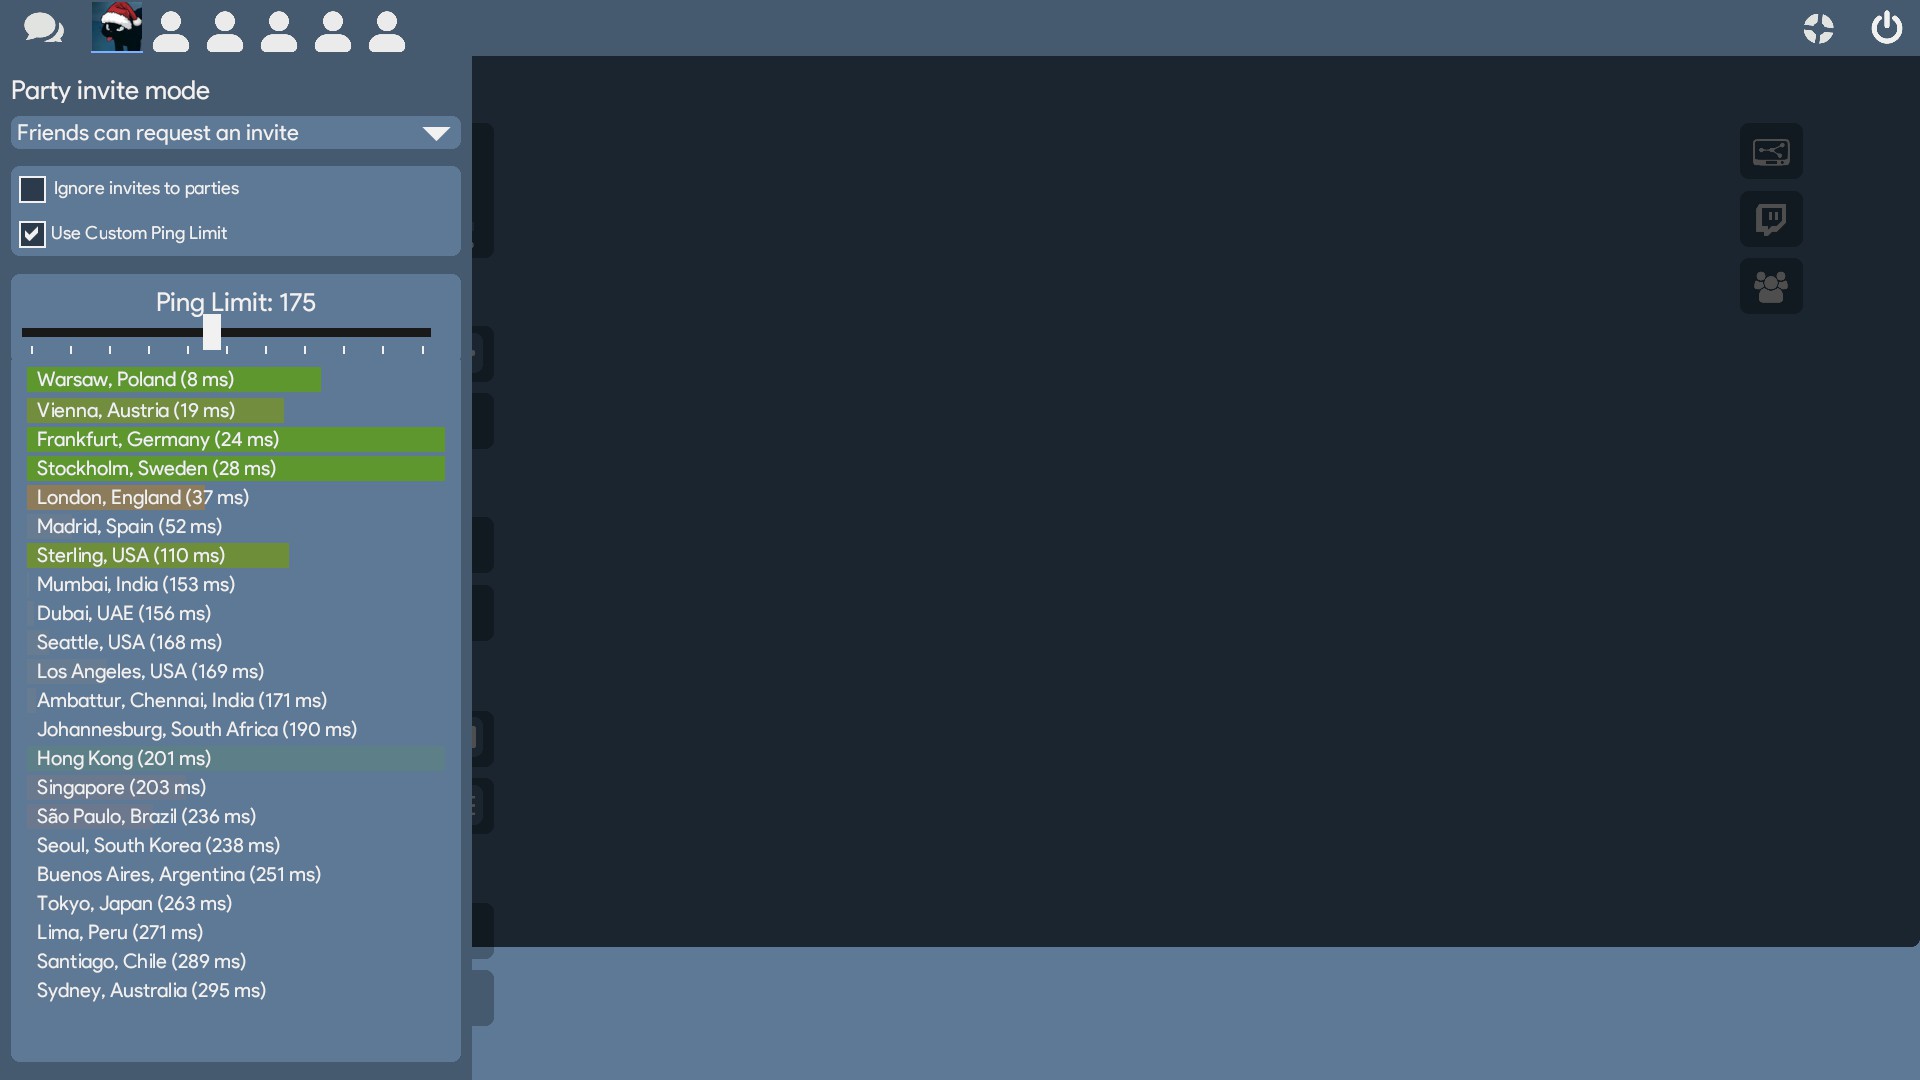 Party invite mode
Friends can request an invite
Ignore invites to parties
Use Custom Ping Limit
Ping Limit: 175
Warsaw, Poland (8 ms)
Vienna, Austria (19 ms)
Frankfurt, Germany (24 ms)
Stockholm, Sweden (28 ms)
London, England (37 ms)
Madrid, Spain (52 ms)
Sterling, USA (110 ms)
Mumbai, India (153 ms)
Dubai, UAE (156 ms)
Seattle, USA (168 ms)
Los Angeles, USA (169 ms)
Ambattur, Chennai, India (171 ms)
Johannesburg, South Africa (190 ms)
Hong Kong (201 ms)
Singapore (203 ms)
São Paulo, Brazil (236 ms)
Seoul, South Korea (238 ms)
Buenos Aires, Argentina (251 ms)
Tokyo, Japan (263 ms)
Lima, Peru (271 ms)
Santiago, Chile (289 ms)
Sydney, Australia (295 ms)